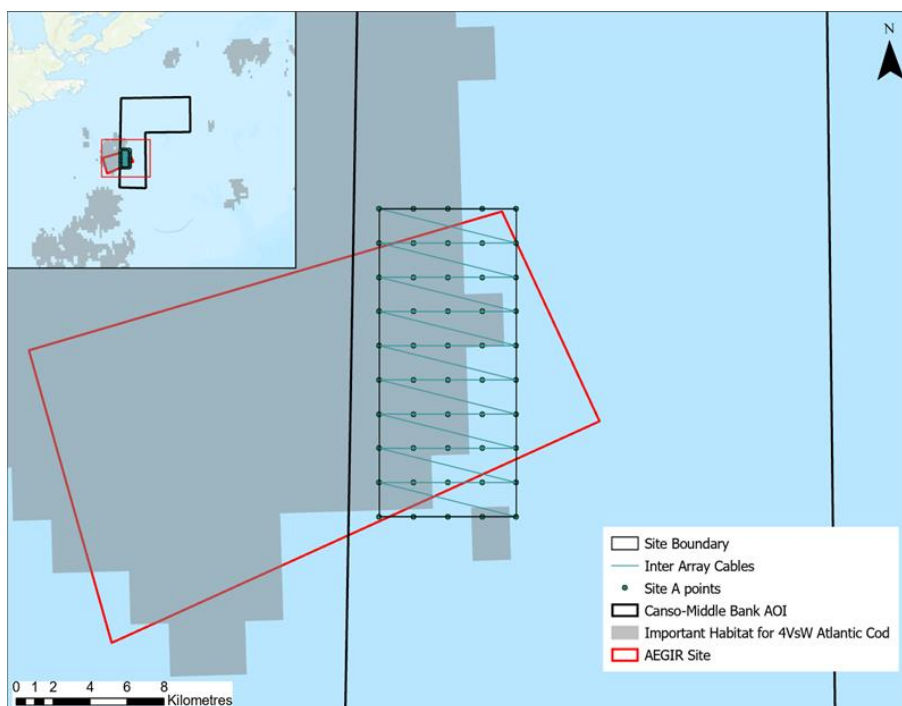 N
Site Boundary
Inter Array Cables
Site A points
Canso-Middle Bank AOI
Important Habitat for 4VsW Atlantic Cod
AEGIR Site
0 1 2 4 6 8
Kilometres